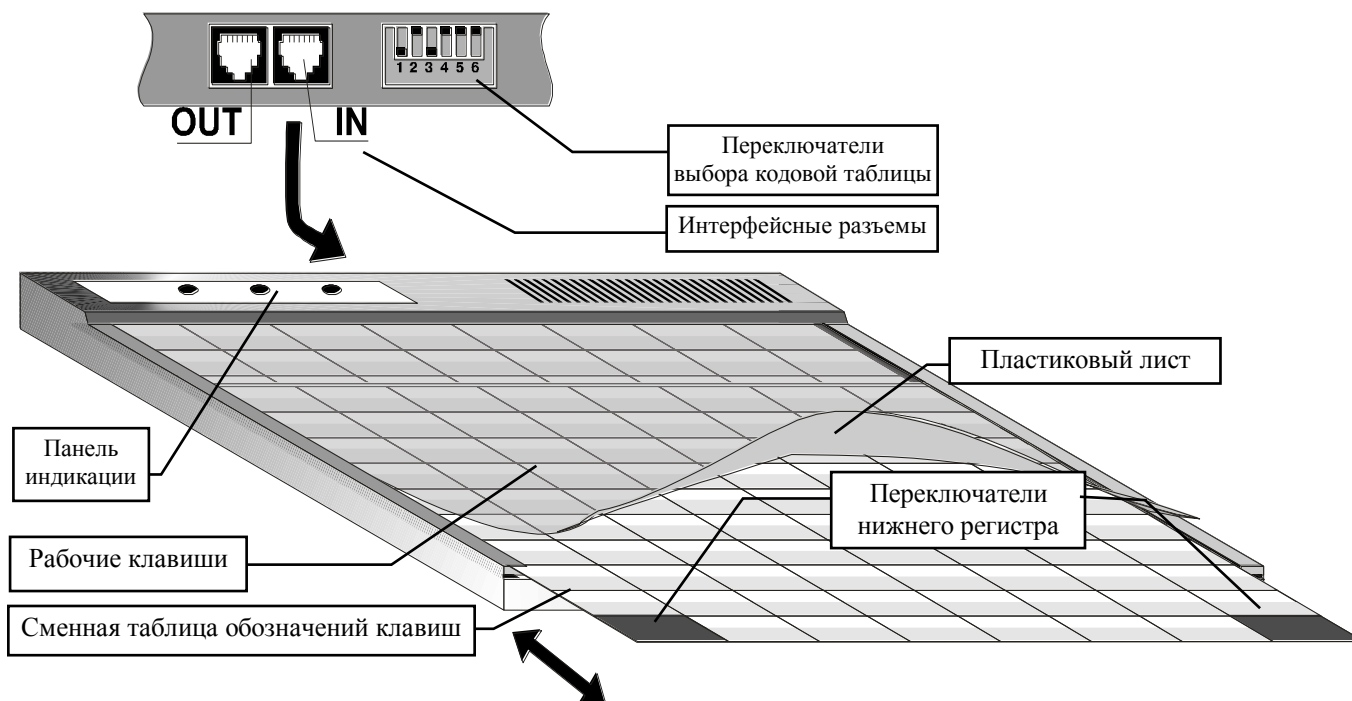 1 2 3 4 5 6
OUT IN
Переключатели
выбора кодовой таблицы
Интерфейсные разъемы
Пластиковый лист
Панель
индикации
Переключатели
нижнего регистра
Рабочие клавиши
Сменная таблица обозначений клавиш